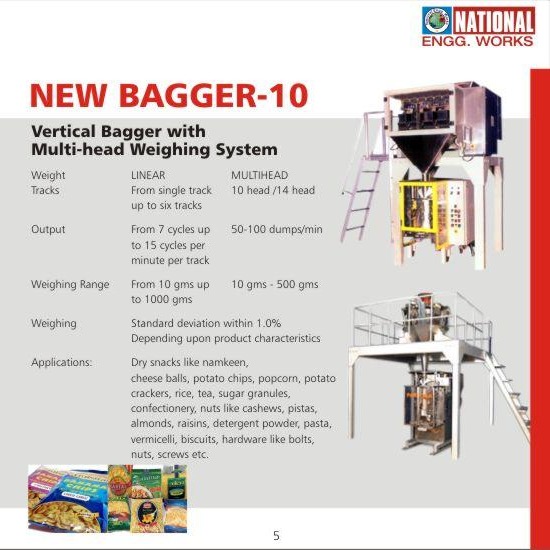 NATIONAL
ENGG. WORKS
NEW BAGGER-10
Vertical Bagger with
Multi-head Weighing System
Weight LINEAR MULTIHEAD
Tracks From single track 10 head /14 head
up to six tracks
Output From 7 cycles up 50-100 dumps/min
to 15 cycles per
minute per track
Weighing Range From 10 gms up 10 gms - 500 gms
to 1000 gms
Weighing Standard deviation within 1.0%
Depending upon product characteristics
Applications: Dry snacks like namkeen,
cheese balls, potato chips, popcorn, potato
crackers, rice, tea, sugar granules,
confectionery, nuts like cashews, pistas,
almonds, raisins, detergent powder, pasta,
vermicelli, biscuits, hardware like bolts,
nuts, screws etc.
BANANA
CHIPS
5